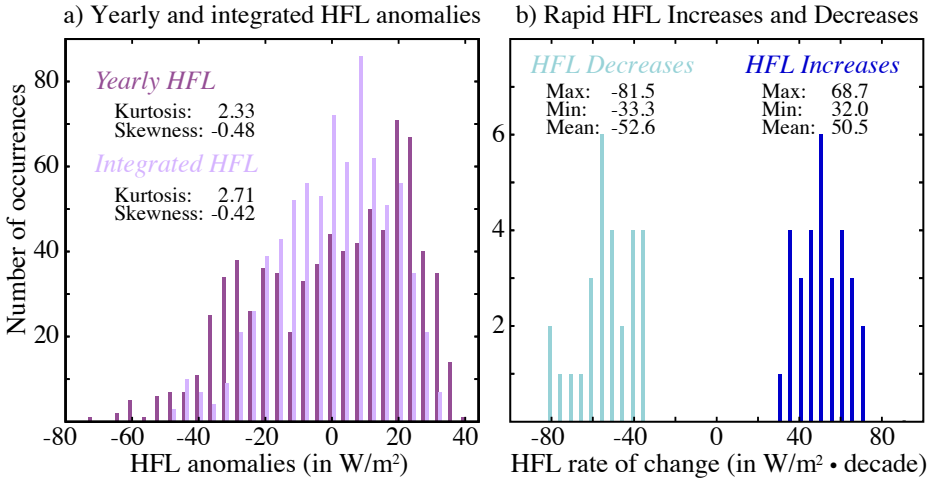 a) Yearly and integrated HFL anomalies
Number of occurrences
80
60
40
20
Yearly HFL
Kurtosis: 2.33
Skewness: -0.48
Integrated HFL
Kurtosis: 2.71
Skewness: -0.42
-80 -60 -40 -20 0 20 40
HFL anomalies (in W/m²)
b) Rapid HFL Increases and Decreases
HFL Decreases
Max: -81.5
Min: -33.3
Mean: -52.6
HFL Increases
Max: 68.7
Min: 32.0
Mean: 50.5
6
4
2
-80 -40 0 40 80
HFL rate of change (in W/m² • decade)